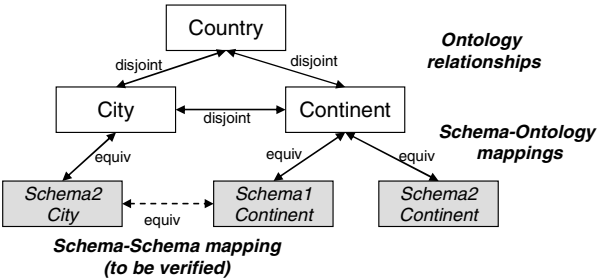 Country
Ontology
relationships
disjoint
disjoint
City
Continent
disjoint
Schema-Ontology
mappings
equiv
equiv
equiv
Schema2
City
Schema1
Continent
Schema2
Continent
equiv
Schema-Schema mapping
(to be verified)